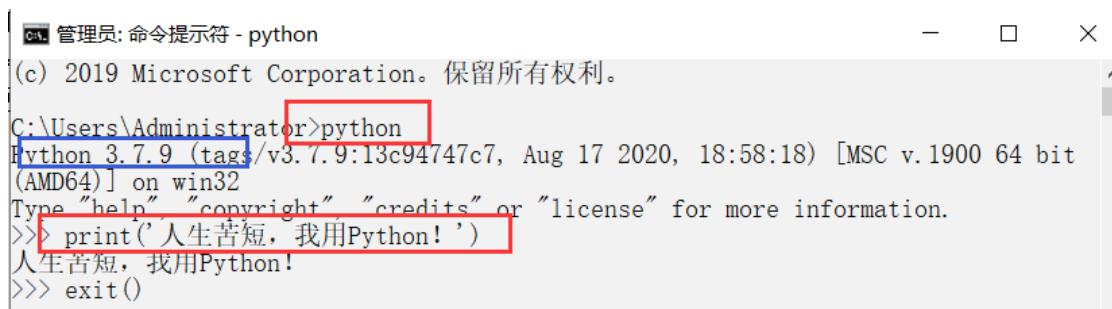 管理员: 命令提示符 - python
(c) 2019 Microsoft Corporation。保留所有权利。
C:\Users\Administrator>python
Python 3.7.9 (tags/v3.7.9:13c94747c7, Aug 17 2020, 18:58:18) [MSC v.1900 64 bit
(AMD64)] on win32
Type "help", "copyright", "credits" or "license" for more information.
>>> print('人生苦短，我用Python！')
人生苦短，我用Python！
>>> exit()